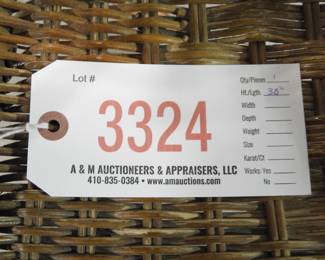 Lot #
3324
A & M AUCTIONEERS & APPRAISERS, LLC
410-835-0384 • www.amauctions.com
Qty/Pieces 1
Ht./Lgth. 36"
Width
Depth
Weight
Size
Karat/Ct
Works: Yes
No